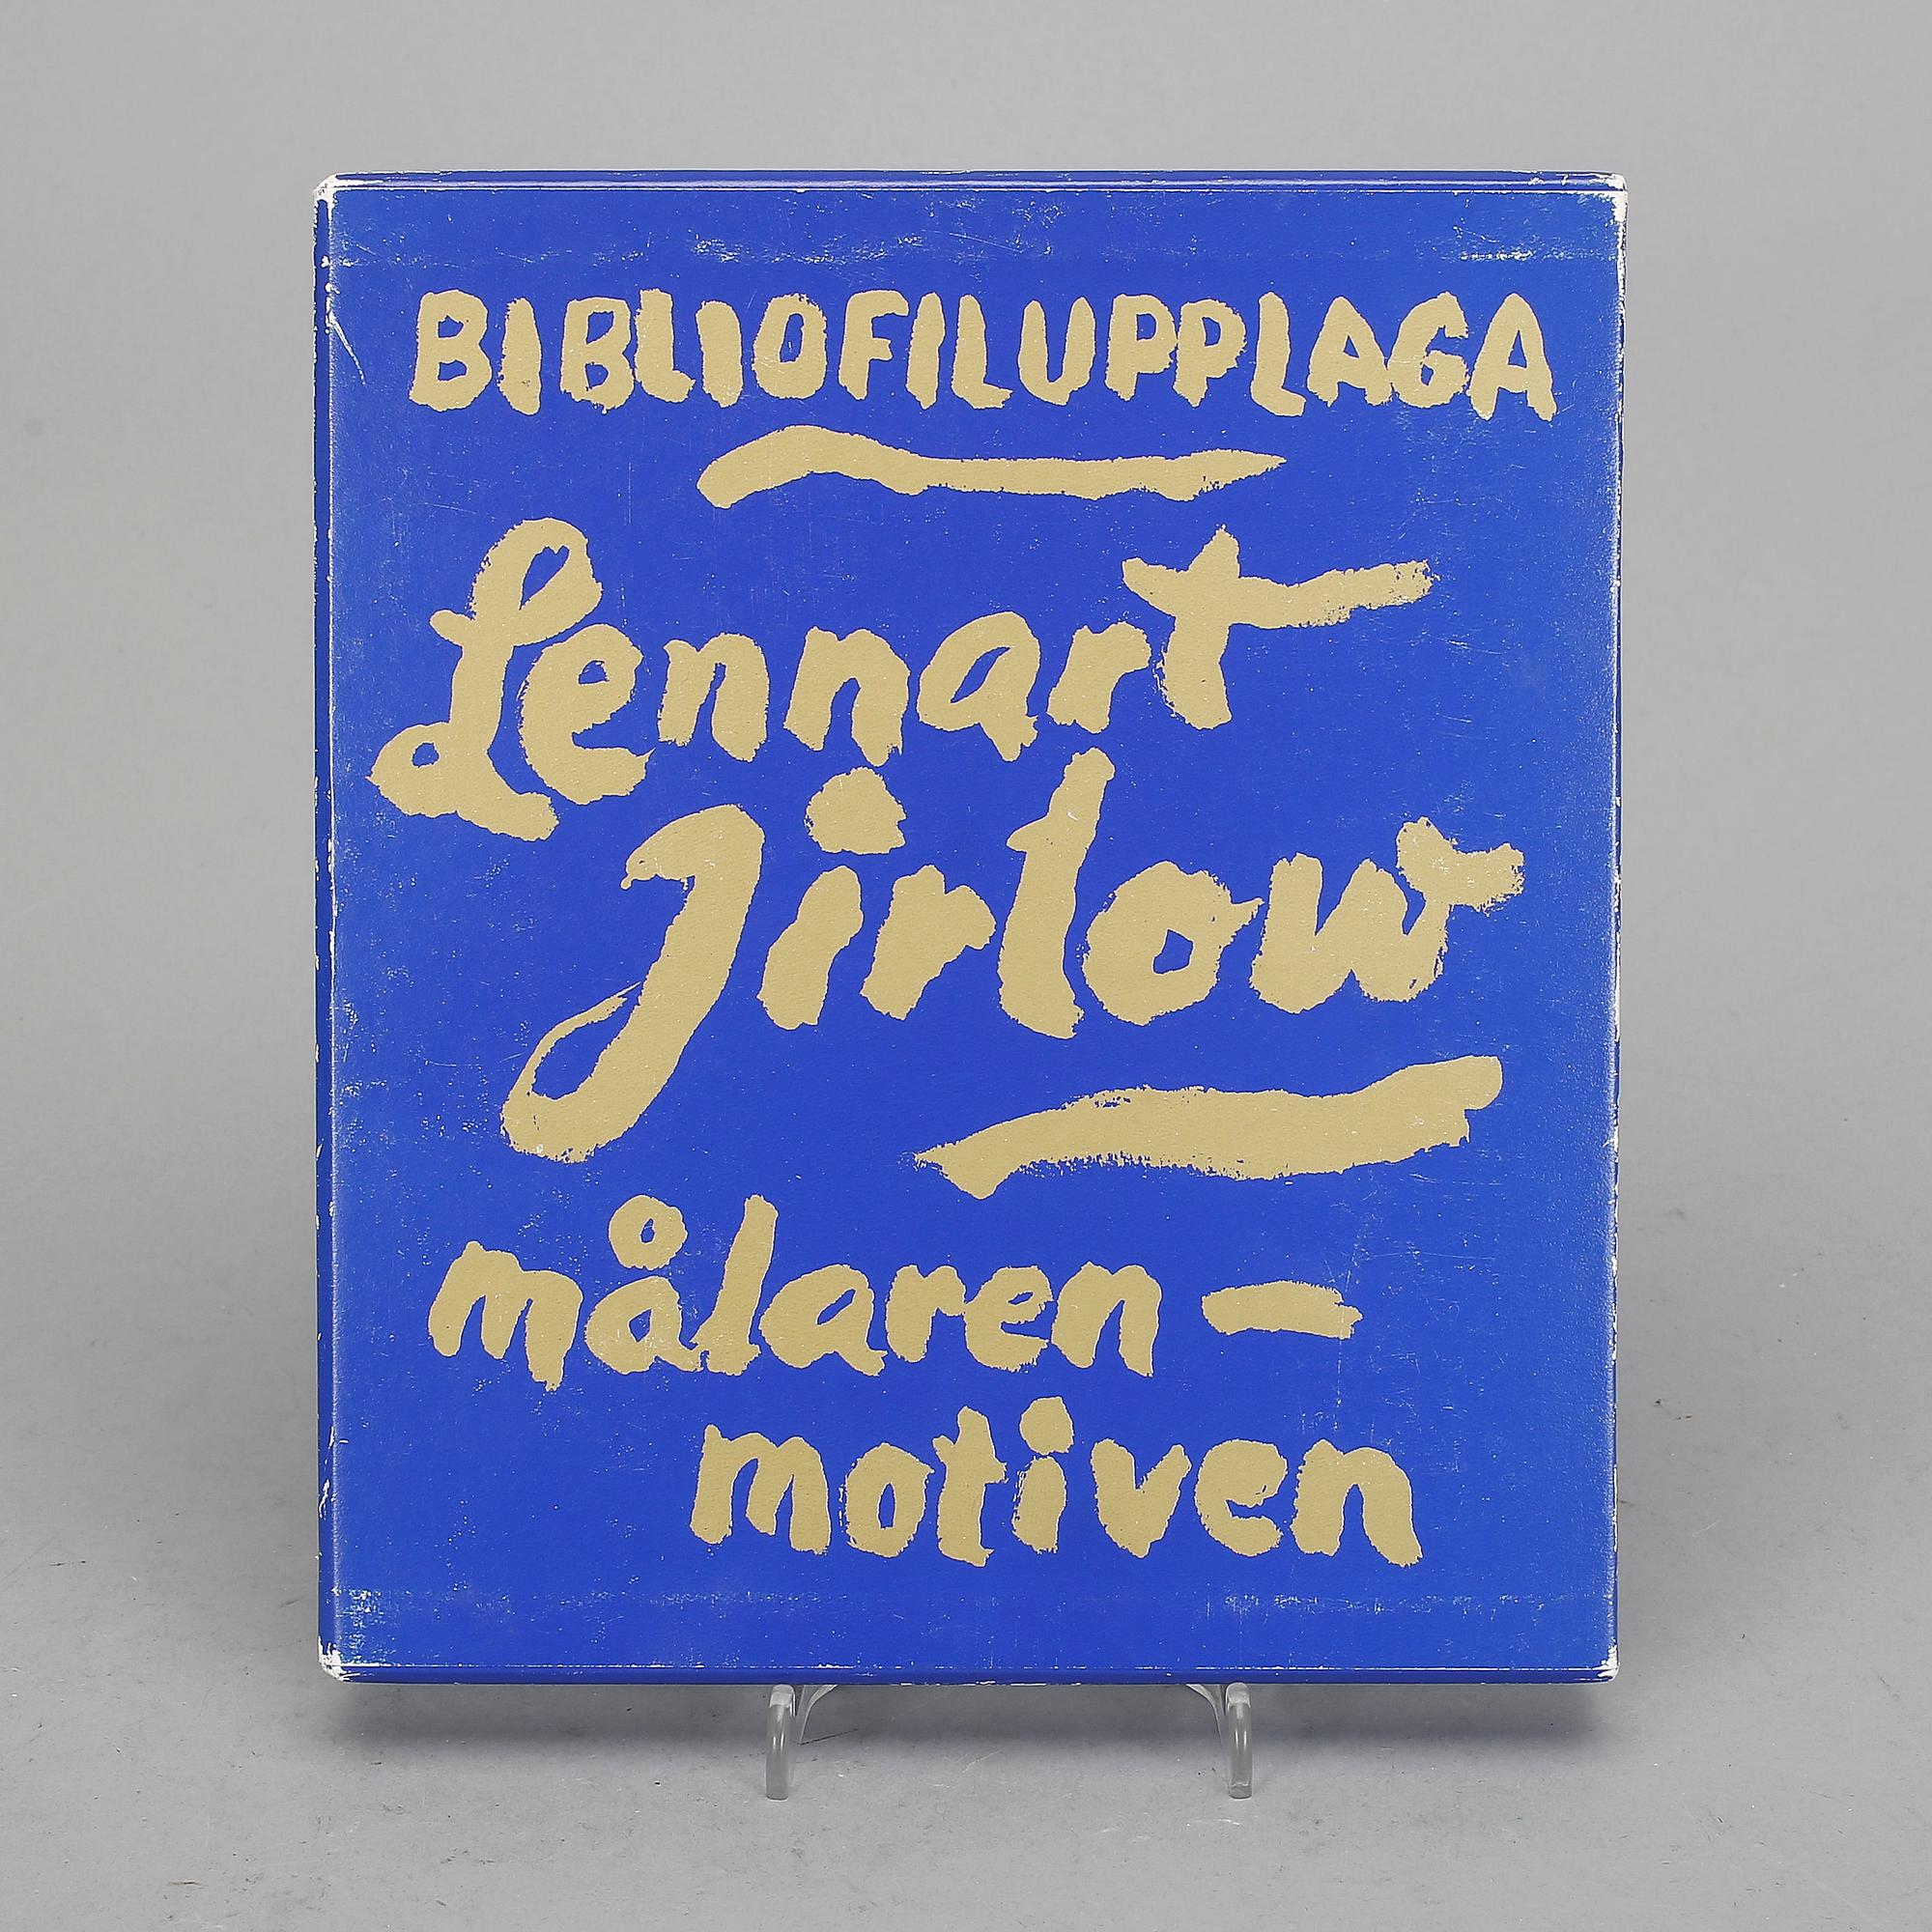 BIBLIOFILUPPLAGA
Lennart
Jirlow
målaren –
motiven